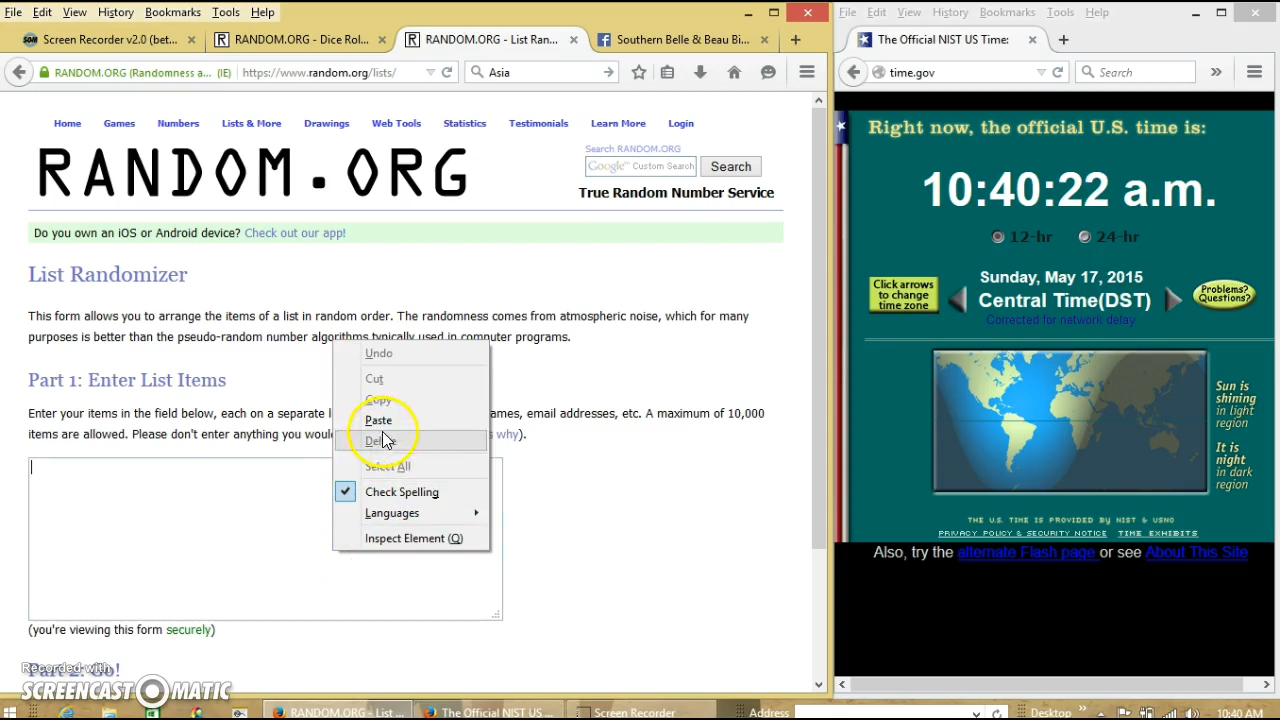 File Edit View History Bookmarks Tools Help
Screen Recorder v2.0 (bet...
RANDOM.ORG - Dice Rol...
RANDOM.ORG - List Ran...
Southern Belle & Beau Bi...
RANDOM.ORG (Randomness a... (IE)
https://www.random.org/lists/
Asia
Home Games Numbers Lists & More Drawings Web Tools Statistics Testimonials Learn More Login
RANDOM.ORG
Search RANDOM.ORG
Google™ Custom Search
Search
True Random Number Service
Do you own an iOS or Android device? Check out our app!
List Randomizer
This form allows you to arrange the items of a list in random order. The randomness comes from atmospheric noise, which for many
purposes is better than the pseudo-random number algorithms typically used in computer programs.
Part 1: Enter List Items
Enter your items in the field below, each on a separate l ames, email addresses, etc. A maximum of 10,000
items are allowed. Please don't enter anything you woul s why).
Undo
Cut
Copy
Paste
Delete
Select All
Check Spelling
Languages
Inspect Element (Q)
(you're viewing this form securely)
Part 2: Go!
Recorded with
SCREENCAST MATIC
RANDOM.ORG - List ...
The Official NIST US ...
Screen Recorder
Address
Desktop
10:40 AM
File Edit View History Bookmarks Tools Help
The Official NIST US Time:
time.gov
Search
Right now, the official U.S. time is:
10:40:22 a.m.
12-hr 24-hr
Click arrows
to change
time zone
Sunday, May 17, 2015
Central Time(DST)
Corrected for network delay
Problems?
Questions?
Sun is
shining
in light
region
It is
night
in dark
region
THE U.S. TIME IS PROVIDED BY NIST & USNO
PRIVACY POLICY & SECURITY NOTICE TIME EXHIBITS
Also, try the alternate Flash page or see About This Site